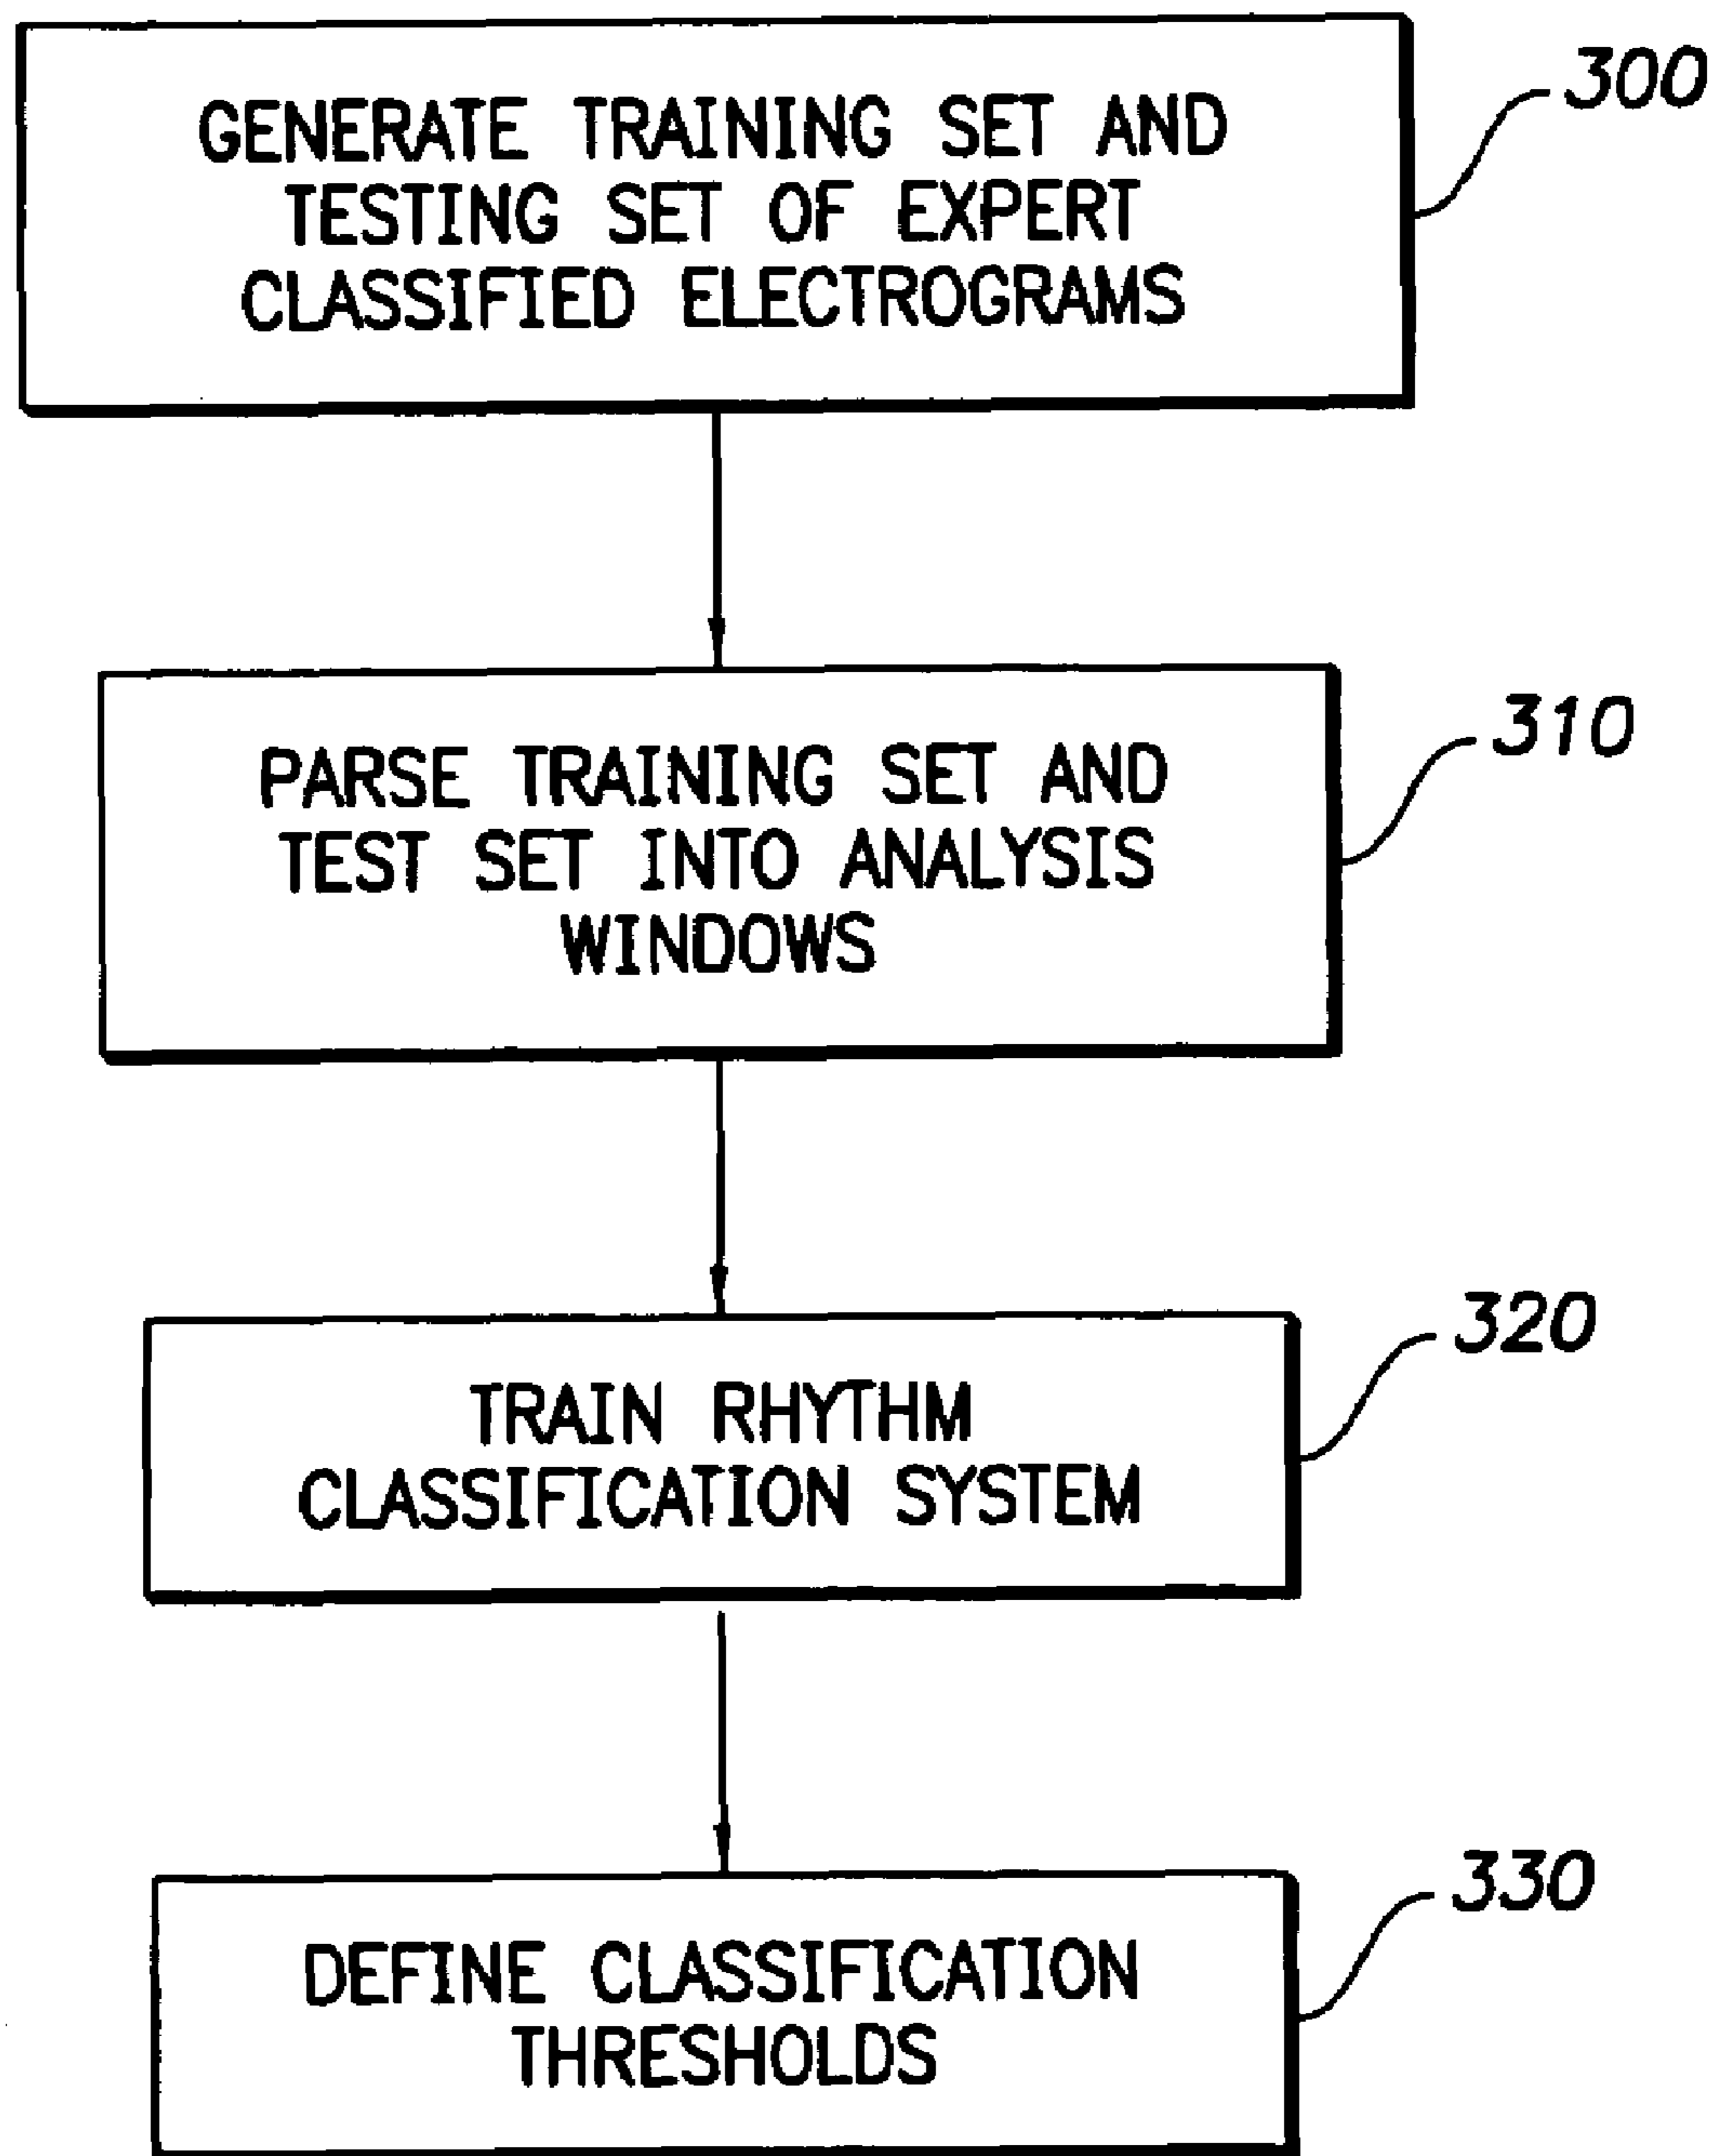 GENERATE TRAINING SET AND
TESTING SET OF EXPERT
CLASSIFIED ELECTROGRAMS
300
PARSE TRAINING SET AND
TEST SET INTO ANALYSIS
WINDOWS
310
TRAIN RHYTHM
CLASSIFICATION SYSTEM
320
DEFINE CLASSIFICATION
THRESHOLDS
330